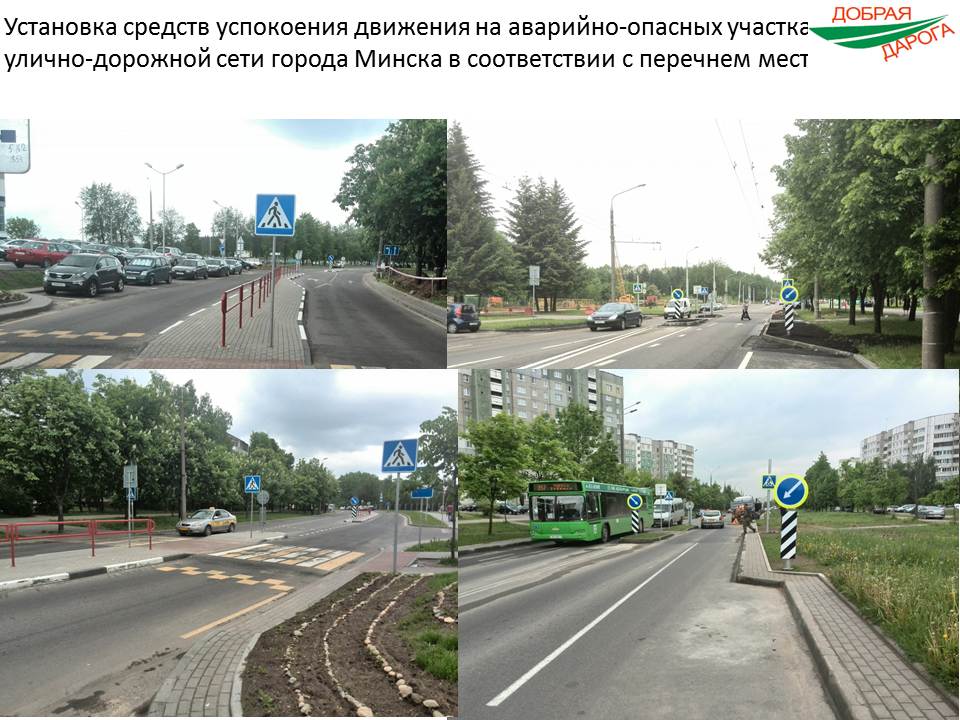 Установка средств успокоения движения на аварийно-опасных участка
улично-дорожной сети города Минска в соответствии с перечнем мест
ДОБРАЯ
ДАРОГА